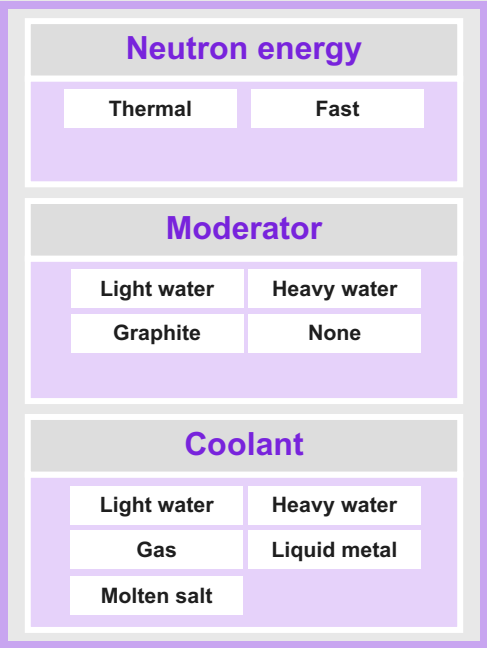 Neutron energy
Thermal Fast
Moderator
Light water Heavy water
Graphite None
Coolant
Light water Heavy water
Gas Liquid metal
Molten salt